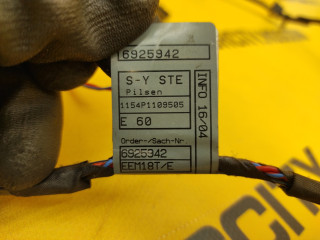 6925942
S-Y STE
Pilsen
1154P1109505
E 60
Order-/Sach-Nr
6925942
EEM18T/E
INFO 16/04